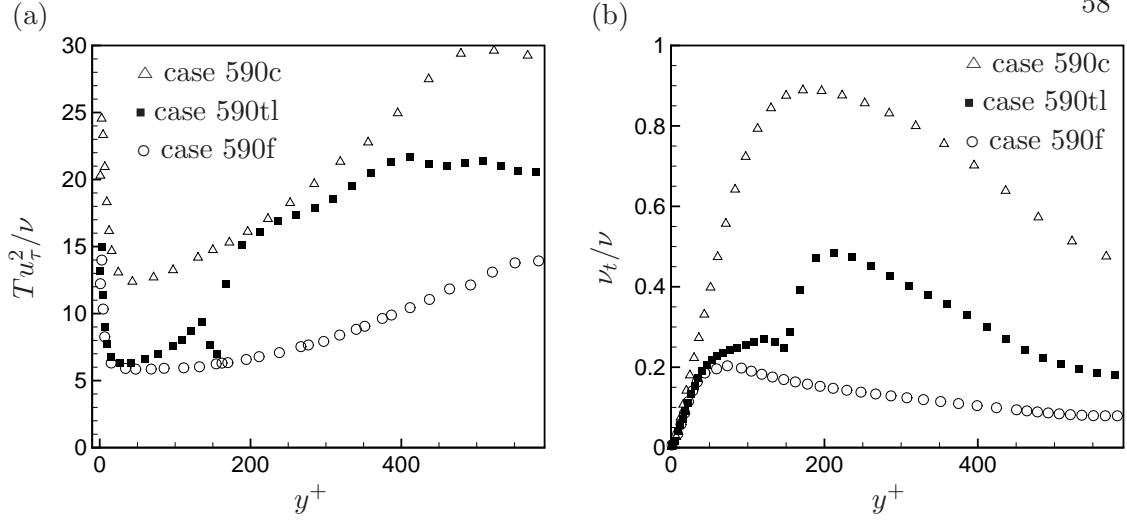 58
(a)
30
25
20
15
10
5
0
0
200
400
Tu_τ^2/ν
y^+
△ case 590c
■ case 590tl
○ case 590f
(b)
1
0.8
0.6
0.4
0.2
0
0
200
400
ν_t/ν
y^+
△ case 590c
■ case 590tl
○ case 590f